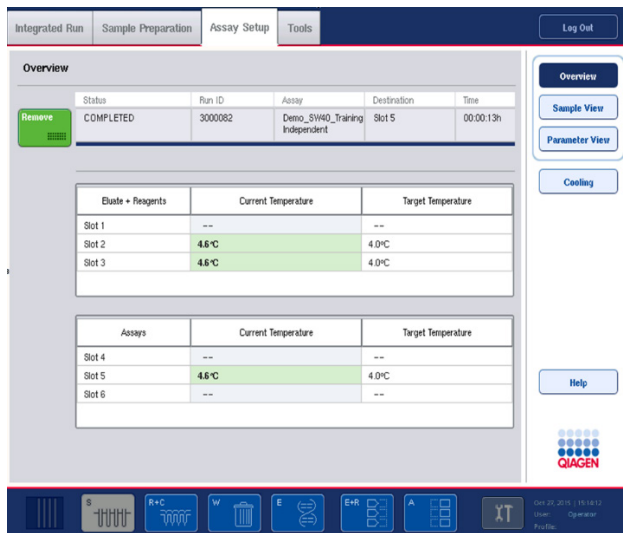 Integrated Run Sample Preparation Assay Setup Tools Log Out
Overview
Overview
Sample View
Parameter View
Cooling
Status Run ID Assay Destination Time
Remove COMPLETED 3000082 Demo_SW40_Training Slot 5 00:00:13h
Independent
Eluate + Reagents Current Temperature Target Temperature
Slot 1 -- --
Slot 2 4.6°C 4.0°C
Slot 3 4.6°C 4.0°C
Assays Current Temperature Target Temperature
Slot 4 -- --
Slot 5 4.6°C 4.0°C
Slot 6 -- --
Help
QIAGEN
S R+C W E E+R A
User: Operator
Profile: